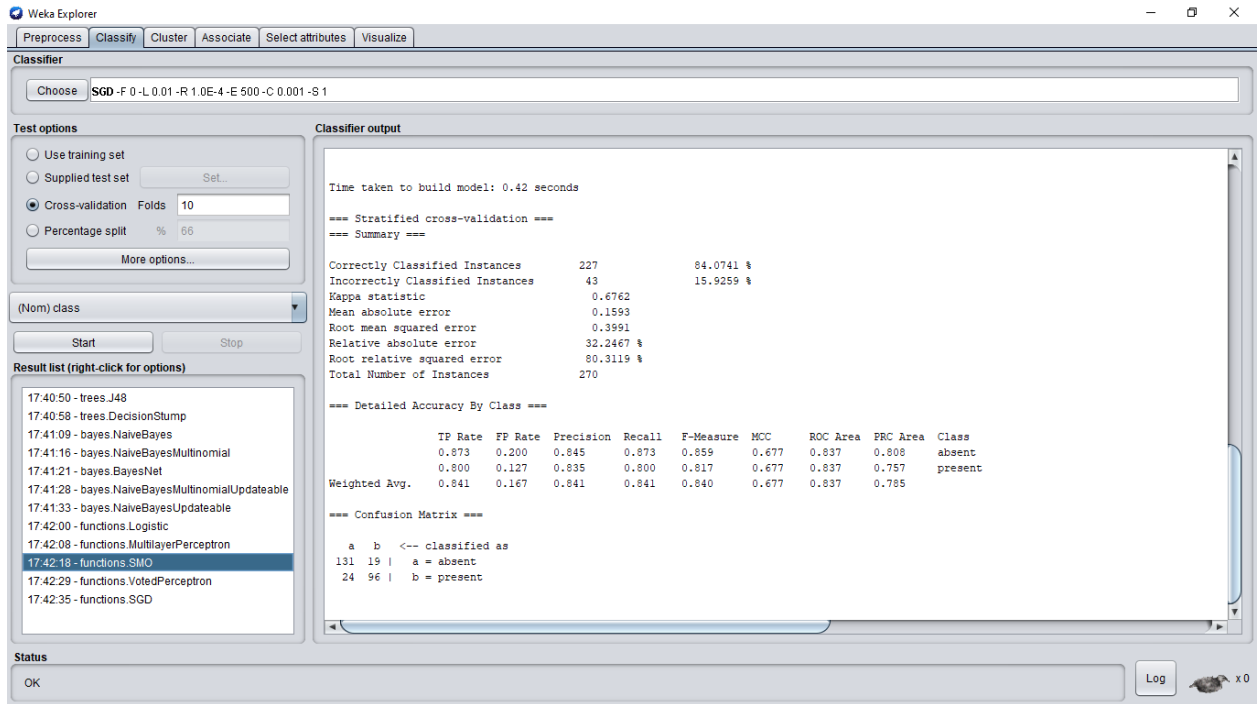 Weka Explorer
Preprocess Classify Cluster Associate Select attributes Visualize
Classifier
Choose SGD -F 0 -L 0.01 -R 1.0E-4 -E 500 -C 0.001 -S 1
Test options
Use training set
Supplied test set Set...
Cross-validation Folds 10
Percentage split % 66
More options...
(Nom) class
Start Stop
Result list (right-click for options)
17:40:50 - trees.J48
17:40:58 - trees.DecisionStump
17:41:09 - bayes.NaiveBayes
17:41:16 - bayes.NaiveBayesMultinomial
17:41:21 - bayes.BayesNet
17:41:28 - bayes.NaiveBayesMultinomialUpdateable
17:41:33 - bayes.NaiveBayesUpdateable
17:42:00 - functions.Logistic
17:42:08 - functions.MultilayerPerceptron
17:42:18 - functions.SMO
17:42:29 - functions.VotedPerceptron
17:42:35 - functions.SGD
Classifier output
Time taken to build model: 0.42 seconds
=== Stratified cross-validation ===
=== Summary ===
Correctly Classified Instances 227 84.0741 %
Incorrectly Classified Instances 43 15.9259 %
Kappa statistic 0.6762
Mean absolute error 0.1593
Root mean squared error 0.3991
Relative absolute error 32.2467 %
Root relative squared error 80.3119 %
Total Number of Instances 270
=== Detailed Accuracy By Class ===
TP Rate FP Rate Precision Recall F-Measure MCC ROC Area PRC Area Class
0.873 0.200 0.845 0.873 0.859 0.677 0.837 0.808 absent
0.800 0.127 0.835 0.800 0.817 0.677 0.837 0.757 present
Weighted Avg. 0.841 0.167 0.841 0.841 0.840 0.677 0.837 0.785
=== Confusion Matrix ===
a b <-- classified as
131 19 | a = absent
24 96 | b = present
Status
OK
Log
x 0